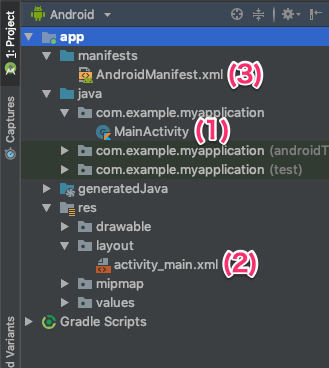 Android
1: Project
app
manifests
AndroidManifest.xml (3)
java
com.example.myapplication
MainActivity (1)
com.example.myapplication (androidT
com.example.myapplication (test)
generatedJava
res
drawable
layout
activity_main.xml (2)
mipmap
values
Gradle Scripts
Captures
d Variants